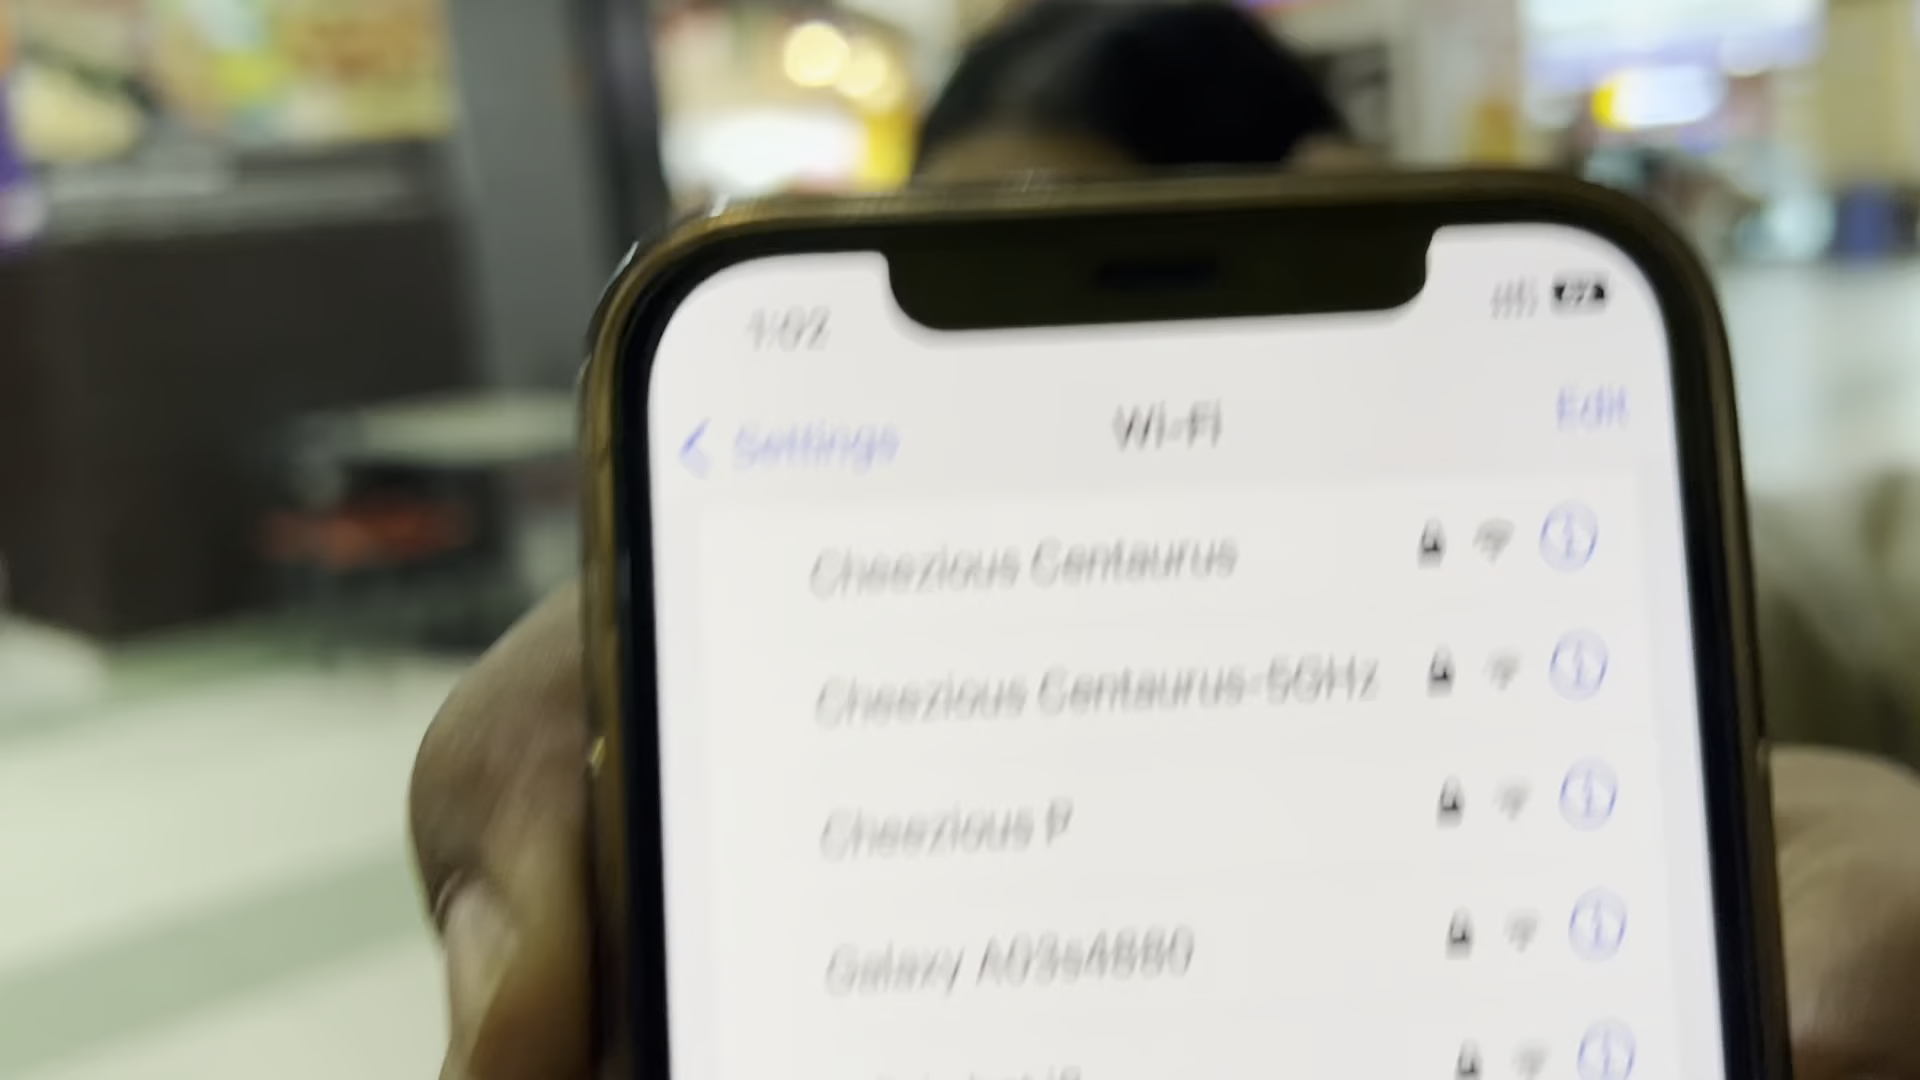 1:02
Settings
Wi-Fi
Edit
Cheezious Centaurus
Cheezious Centaurus-5GHz
Cheezious P
Galaxy A03s4880